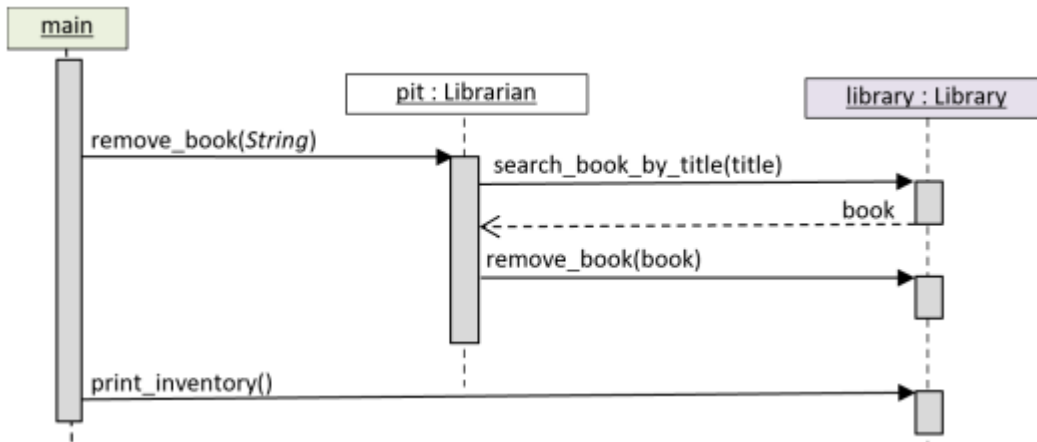 main
pit : Librarian
library : Library
remove_book(String)
search_book_by_title(title)
book
remove_book(book)
print_inventory()